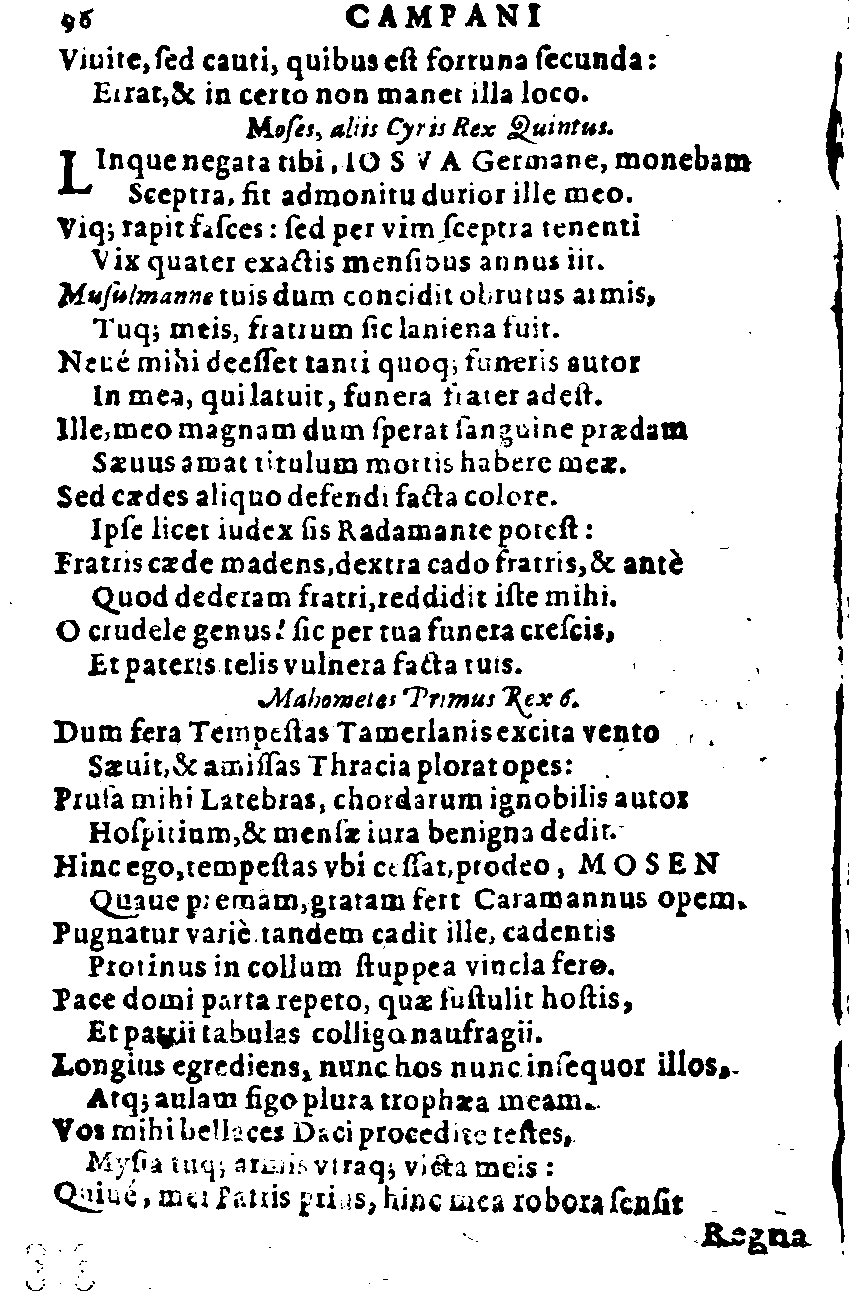 96 CAMPANI
Viuite, ſed cauti, quibus eſt fortuna ſecunda:
Errat, & in certo non manet illa loco.
Moſes, aliis Cyris Rex Quintus.
LInque negata tibi, IOSVA Germane, monebam
Sceptra, fit admonitu durior ille meo.
Viq; rapit faſces: ſed per vim ſceptra tenenti
Vix quater exactis menſibus annus iit.
Muſulmanne tuis dum concidit obrutus armis,
Tuq; meis, fratrum ſic laniena fuit.
Neué mihi deeſſet tanti quoq; funeris autor
In mea, qui latuit, funera frater adeſt.
Ille, meo magnam dum ſperat ſanguine prædam
Sæuus amat titulum mortis habere meæ.
Sed cædes aliquo defendi facta colore.
Ipſe licet iudex ſis Radamante poteſt:
Fratris cæde madens, dextra cado fratris, & antè
Quod dederam fratri, reddidit iſte mihi.
O crudele genus! ſic per tua funera creſcis,
Et pateris telis vulnera facta tuis.
Mahometes Primus Rex 6.
Dum fera Tempeſtas Tamerlanis excita vento
Sæuit, & amiſſas Thracia plorat opes:
Pruſa mihi Latebras, chordarum ignobilis autor
Hoſpitium, & menſæ iura benigna dedit.
Hinc ego, tempeſtas vbi ceſſat, prodeo, MOSEN
Quaue premam, gratam fert Caramannus opem.
Pugnatur variè tandem cadit ille, cadentis
Protinus in collum ſtuppea vincla fero.
Pace domi parta repeto, quæ ſuſtulit hoſtis,
Et patrii tabulas colligo naufragii.
Longius egrediens, nunc hos nunc inſequor illos,
Atq; aulam figo plura trophæa meam.
Vos mihi bellaces Daci procedite teſtes,
Myſia tuq; armis vtraq; victa meis:
Quiué, mei Patris prius, hinc mea robora ſenſit
Regna